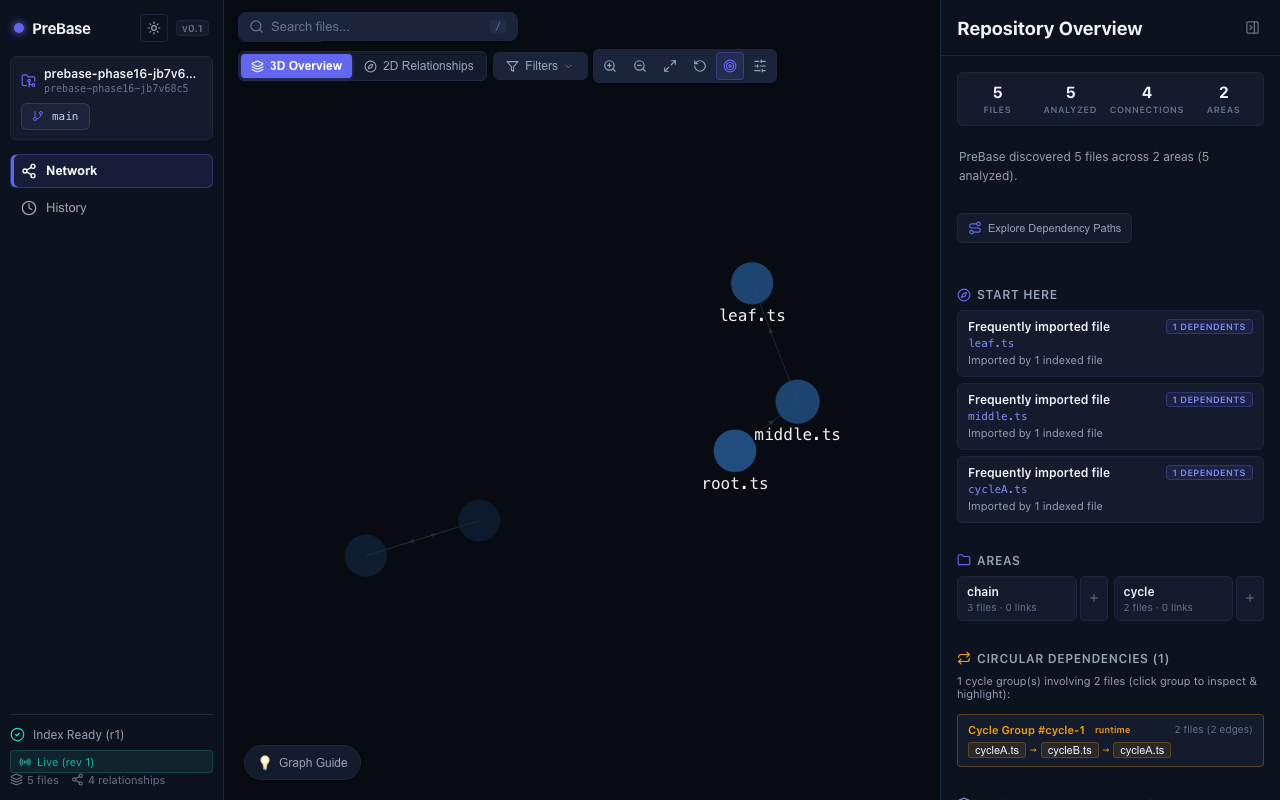 PreBase
v0.1
prebase-phase16-jb7v6...
prebase-phase16-jb7v68c5
main
Network
History
Index Ready (r1)
Live (rev 1)
5 files
4 relationships
Search files...
/
3D Overview
2D Relationships
Filters
leaf.ts
middle.ts
root.ts
Graph Guide
Repository Overview
5
5
4
2
FILES
ANALYZED
CONNECTIONS
AREAS
PreBase discovered 5 files across 2 areas (5
analyzed).
Explore Dependency Paths
START HERE
Frequently imported file
1 DEPENDENTS
leaf.ts
Imported by 1 indexed file
Frequently imported file
1 DEPENDENTS
middle.ts
Imported by 1 indexed file
Frequently imported file
1 DEPENDENTS
cycleA.ts
Imported by 1 indexed file
AREAS
chain
3 files · 0 links
+
cycle
2 files · 0 links
+
CIRCULAR DEPENDENCIES (1)
1 cycle group(s) involving 2 files (click group to inspect &
highlight):
Cycle Group #cycle-1
runtime
2 files (2 edges)
cycleA.ts → cycleB.ts → cycleA.ts